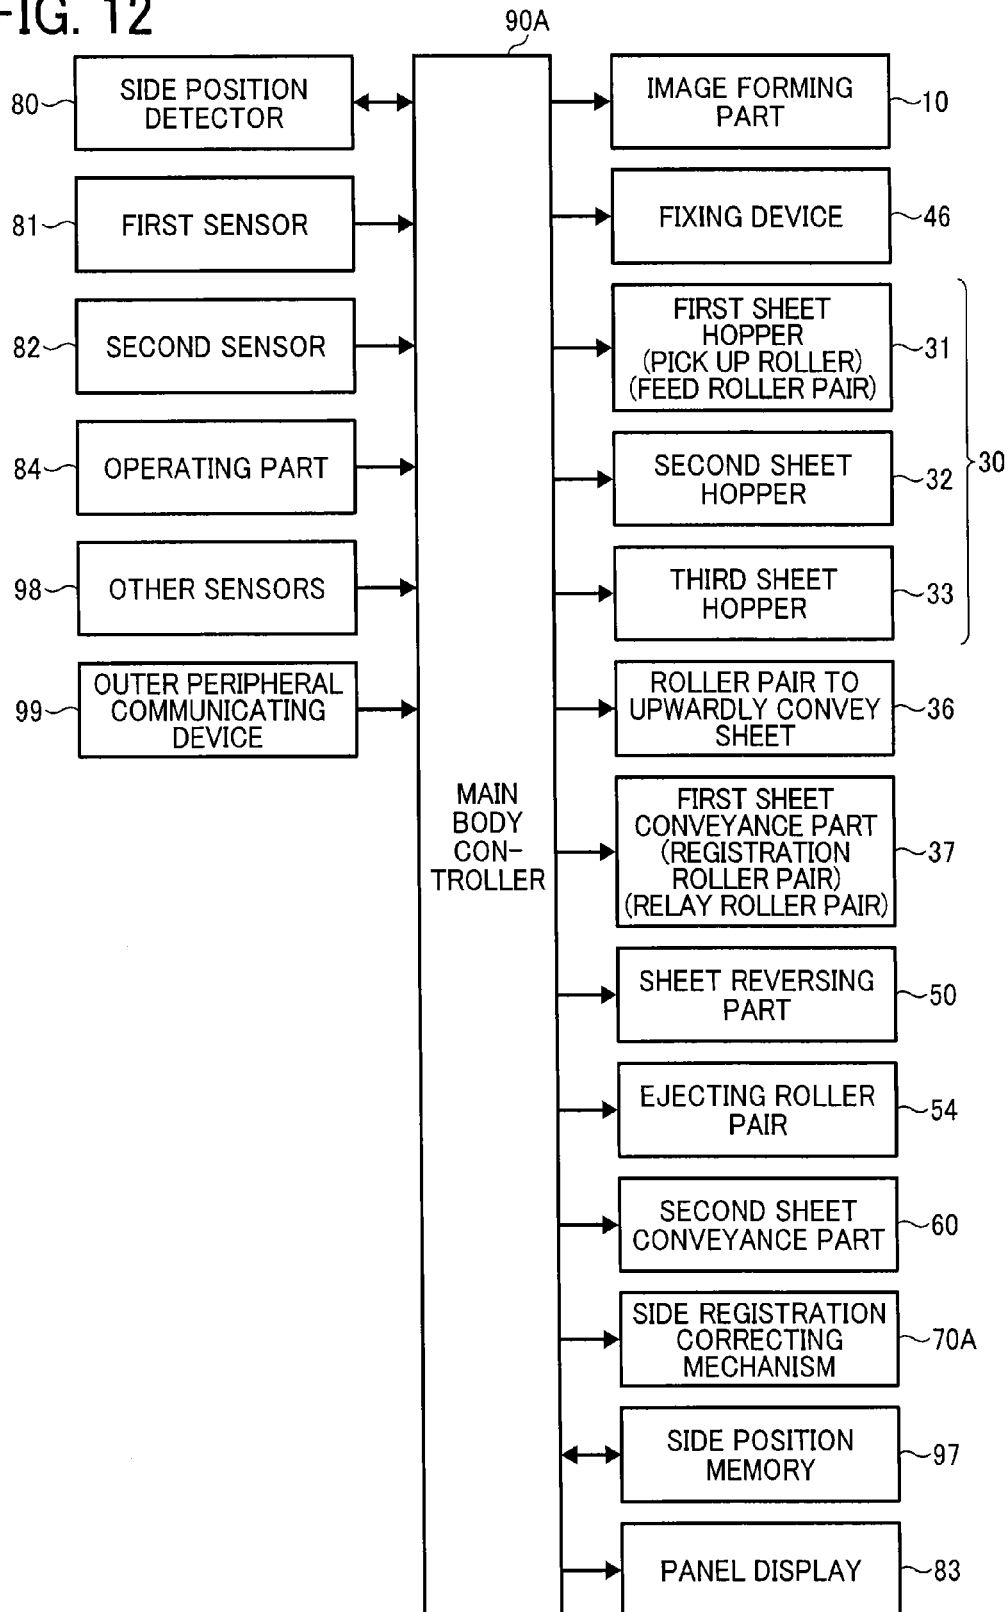 FIG. 12
90A
80
SIDE POSITION
DETECTOR
81
FIRST SENSOR
82
SECOND SENSOR
84
OPERATING PART
98
OTHER SENSORS
99
OUTER PERIPHERAL
COMMUNICATING
DEVICE
MAIN
BODY
CON-
TROLLER
IMAGE FORMING
PART
10
FIXING DEVICE
46
FIRST SHEET
HOPPER
(PICK UP ROLLER)
(FEED ROLLER PAIR)
31
SECOND SHEET
HOPPER
32
30
THIRD SHEET
HOPPER
33
ROLLER PAIR TO
UPWARDLY CONVEY
SHEET
36
FIRST SHEET
CONVEYANCE PART
(REGISTRATION
ROLLER PAIR)
(RELAY ROLLER PAIR)
37
SHEET REVERSING
PART
50
EJECTING ROLLER
PAIR
54
SECOND SHEET
CONVEYANCE PART
60
SIDE REGISTRATION
CORRECTING
MECHANISM
70A
SIDE POSITION
MEMORY
97
PANEL DISPLAY
83